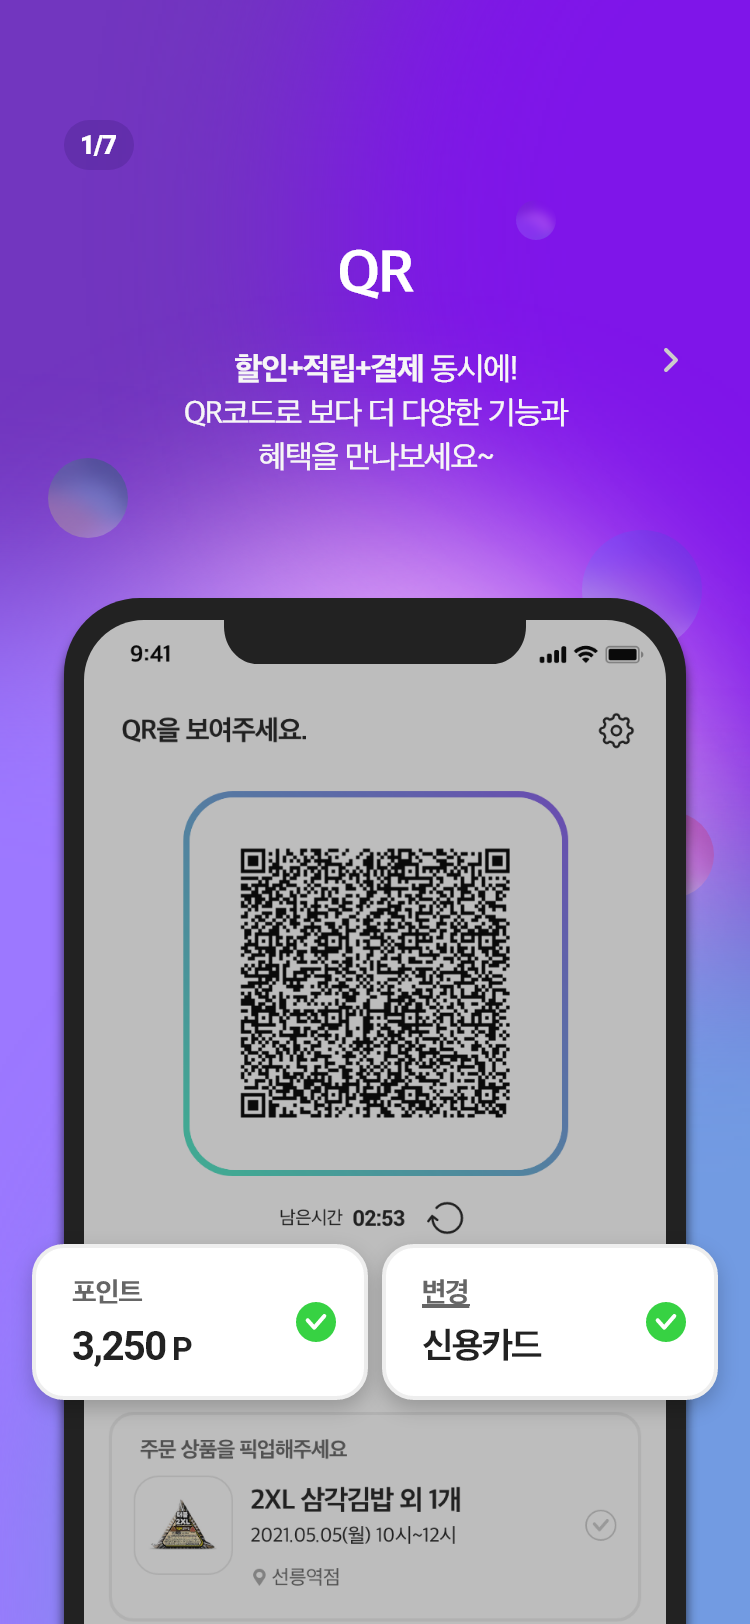 1/7
QR
할인+적립+결제 동시에!
QR코드로 보다 더 다양한 기능과
혜택을 만나보세요~
9:41
QR을 보여주세요.
남은시간 02:53
포인트
3,250 P
변경
신용카드
주문 상품을 픽업해주세요
2XL
2XL 삼각김밥 외 1개
2021.05.05(월) 10시~12시
선릉역점